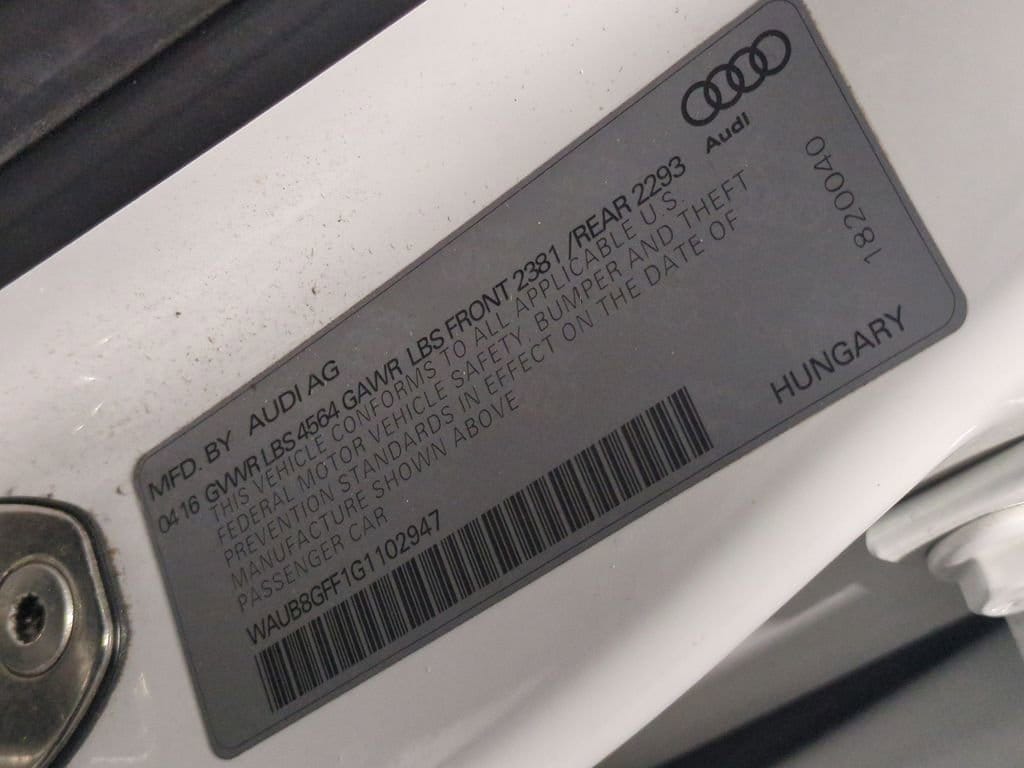 MFD. BY AUDI AG
04 16 GVWR LBS 4564 GAWR LBS FRONT 2381 /REAR 2293
THIS VEHICLE CONFORMS TO ALL APPLICABLE U.S.
FEDERAL MOTOR VEHICLE SAFETY, BUMPER AND THEFT
PREVENTION STANDARDS IN EFFECT ON THE DATE OF
MANUFACTURE SHOWN ABOVE
PASSENGER CAR
WAUB8GFF1G1102947
Audi
1820040
HUNGARY